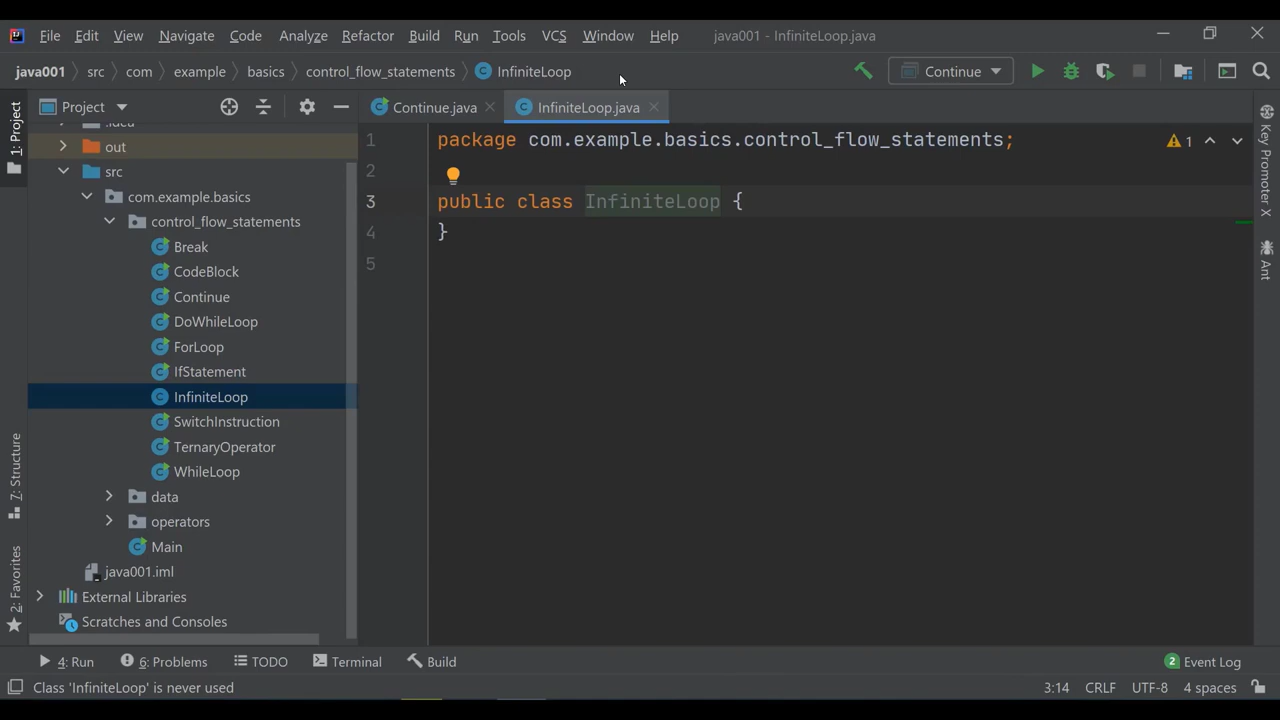 File Edit View Navigate Code Analyze Refactor Build Run Tools VCS Window Help java001 - InfiniteLoop.java
java001 src com example basics control_flow_statements InfiniteLoop Continue
1: Project
Project
Continue.java
InfiniteLoop.java
.idea
out
src
com.example.basics
control_flow_statements
Break
CodeBlock
Continue
DoWhileLoop
ForLoop
IfStatement
InfiniteLoop
SwitchInstruction
TernaryOperator
WhileLoop
data
operators
Main
java001.iml
External Libraries
Scratches and Consoles
7: Structure
2: Favorites
1 package com.example.basics.control_flow_statements;
1
2
3 public class InfiniteLoop {
4 }
5
Key Promoter X
Ant
4: Run 6: Problems TODO Terminal Build 2 Event Log
Class 'InfiniteLoop' is never used 3:14 CRLF UTF-8 4 spaces